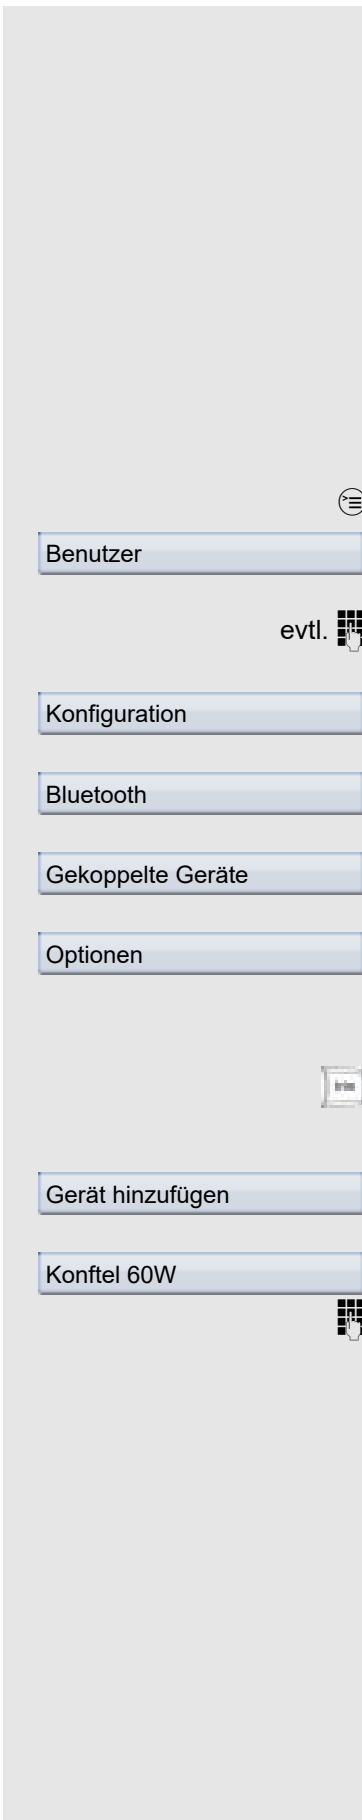 Benutzer
evtl.
Konfiguration
Bluetooth
Gekoppelte Geräte
Optionen
Gerät hinzufügen
Konftel 60W